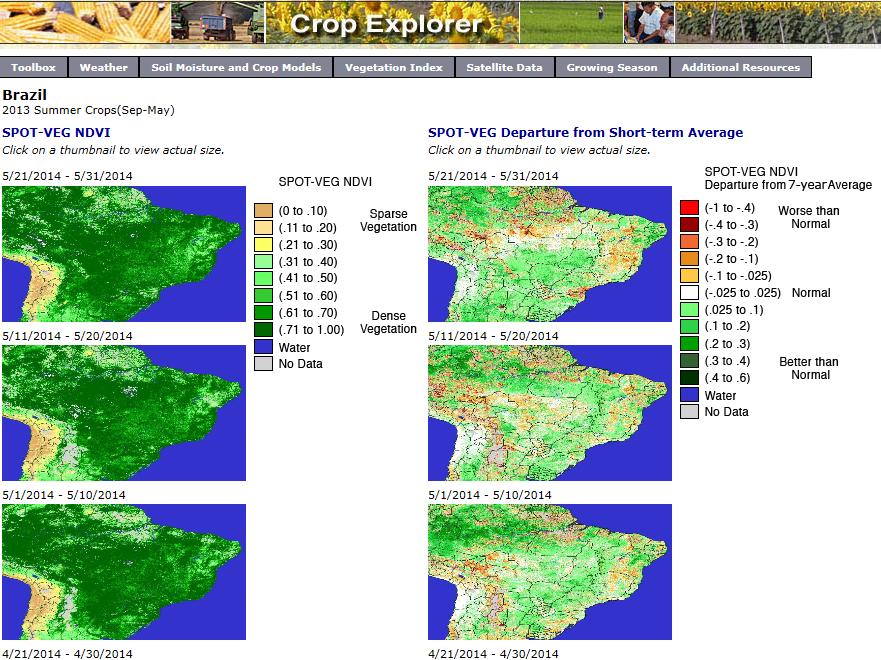 Crop Explorer
Toolbox Weather Soil Moisture and Crop Models Vegetation Index Satellite Data Growing Season Additional Resources
Brazil
2013 Summer Crops(Sep-May)
SPOT-VEG NDVI
Click on a thumbnail to view actual size.
5/21/2014 - 5/31/2014
SPOT-VEG NDVI
(0 to .10)
(.11 to .20)
(.21 to .30)
(.31 to .40)
(.41 to .50)
(.51 to .60)
(.61 to .70)
(.71 to 1.00)
Water
No Data
Sparse
Vegetation
Dense
Vegetation
5/11/2014 - 5/20/2014
5/1/2014 - 5/10/2014
4/21/2014 - 4/30/2014
SPOT-VEG Departure from Short-term Average
Click on a thumbnail to view actual size.
5/21/2014 - 5/31/2014
SPOT-VEG NDVI
Departure from 7-year Average
(-1 to -.4)
(-.4 to -.3)
(-.3 to -.2)
(-.2 to -.1)
(-.1 to -.025)
(-.025 to .025)
(.025 to .1)
(.1 to .2)
(.2 to .3)
(.3 to .4)
(.4 to .6)
Water
No Data
Worse than
Normal
Normal
Better than
Normal
5/11/2014 - 5/20/2014
5/1/2014 - 5/10/2014
4/21/2014 - 4/30/2014